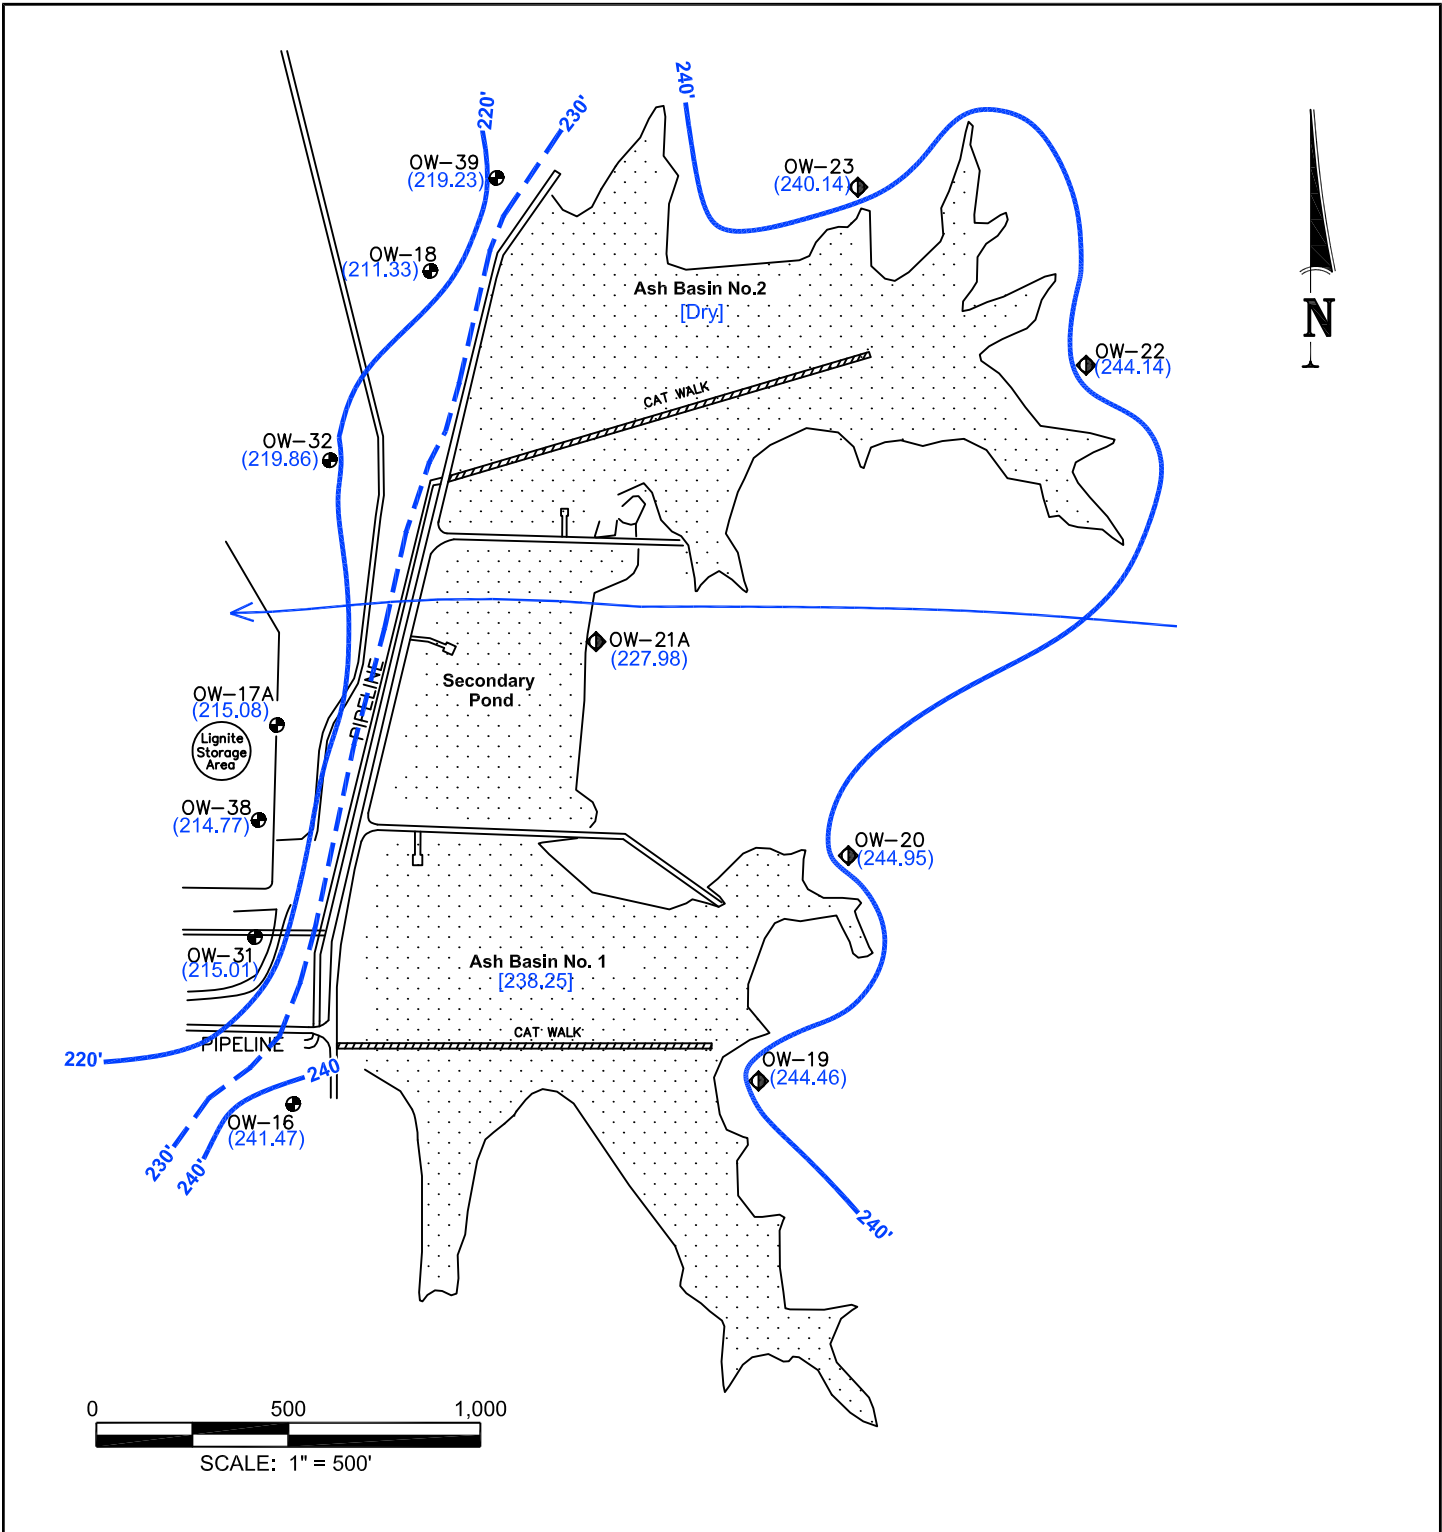 240'
220'
230'
OW-39
(219.23)
OW-23
(240.14)
OW-18
(211.33)
Ash Basin No.2
[Dry]
N
OW-22
(244.14)
CAT WALK
OW-32
(219.86)
OW-21A
(227.98)
Secondary
Pond
PIPELINE
OW-17A
(215.08)
Lignite
Storage
Area
OW-38
(214.77)
OW-20
(244.95)
OW-31
(215.01)
Ash Basin No. 1
[238.25]
CAT WALK
PIPELINE
220'
240
OW-19
(244.46)
OW-16
(241.47)
230'
240'
240'
0 500 1,000
SCALE: 1" = 500'